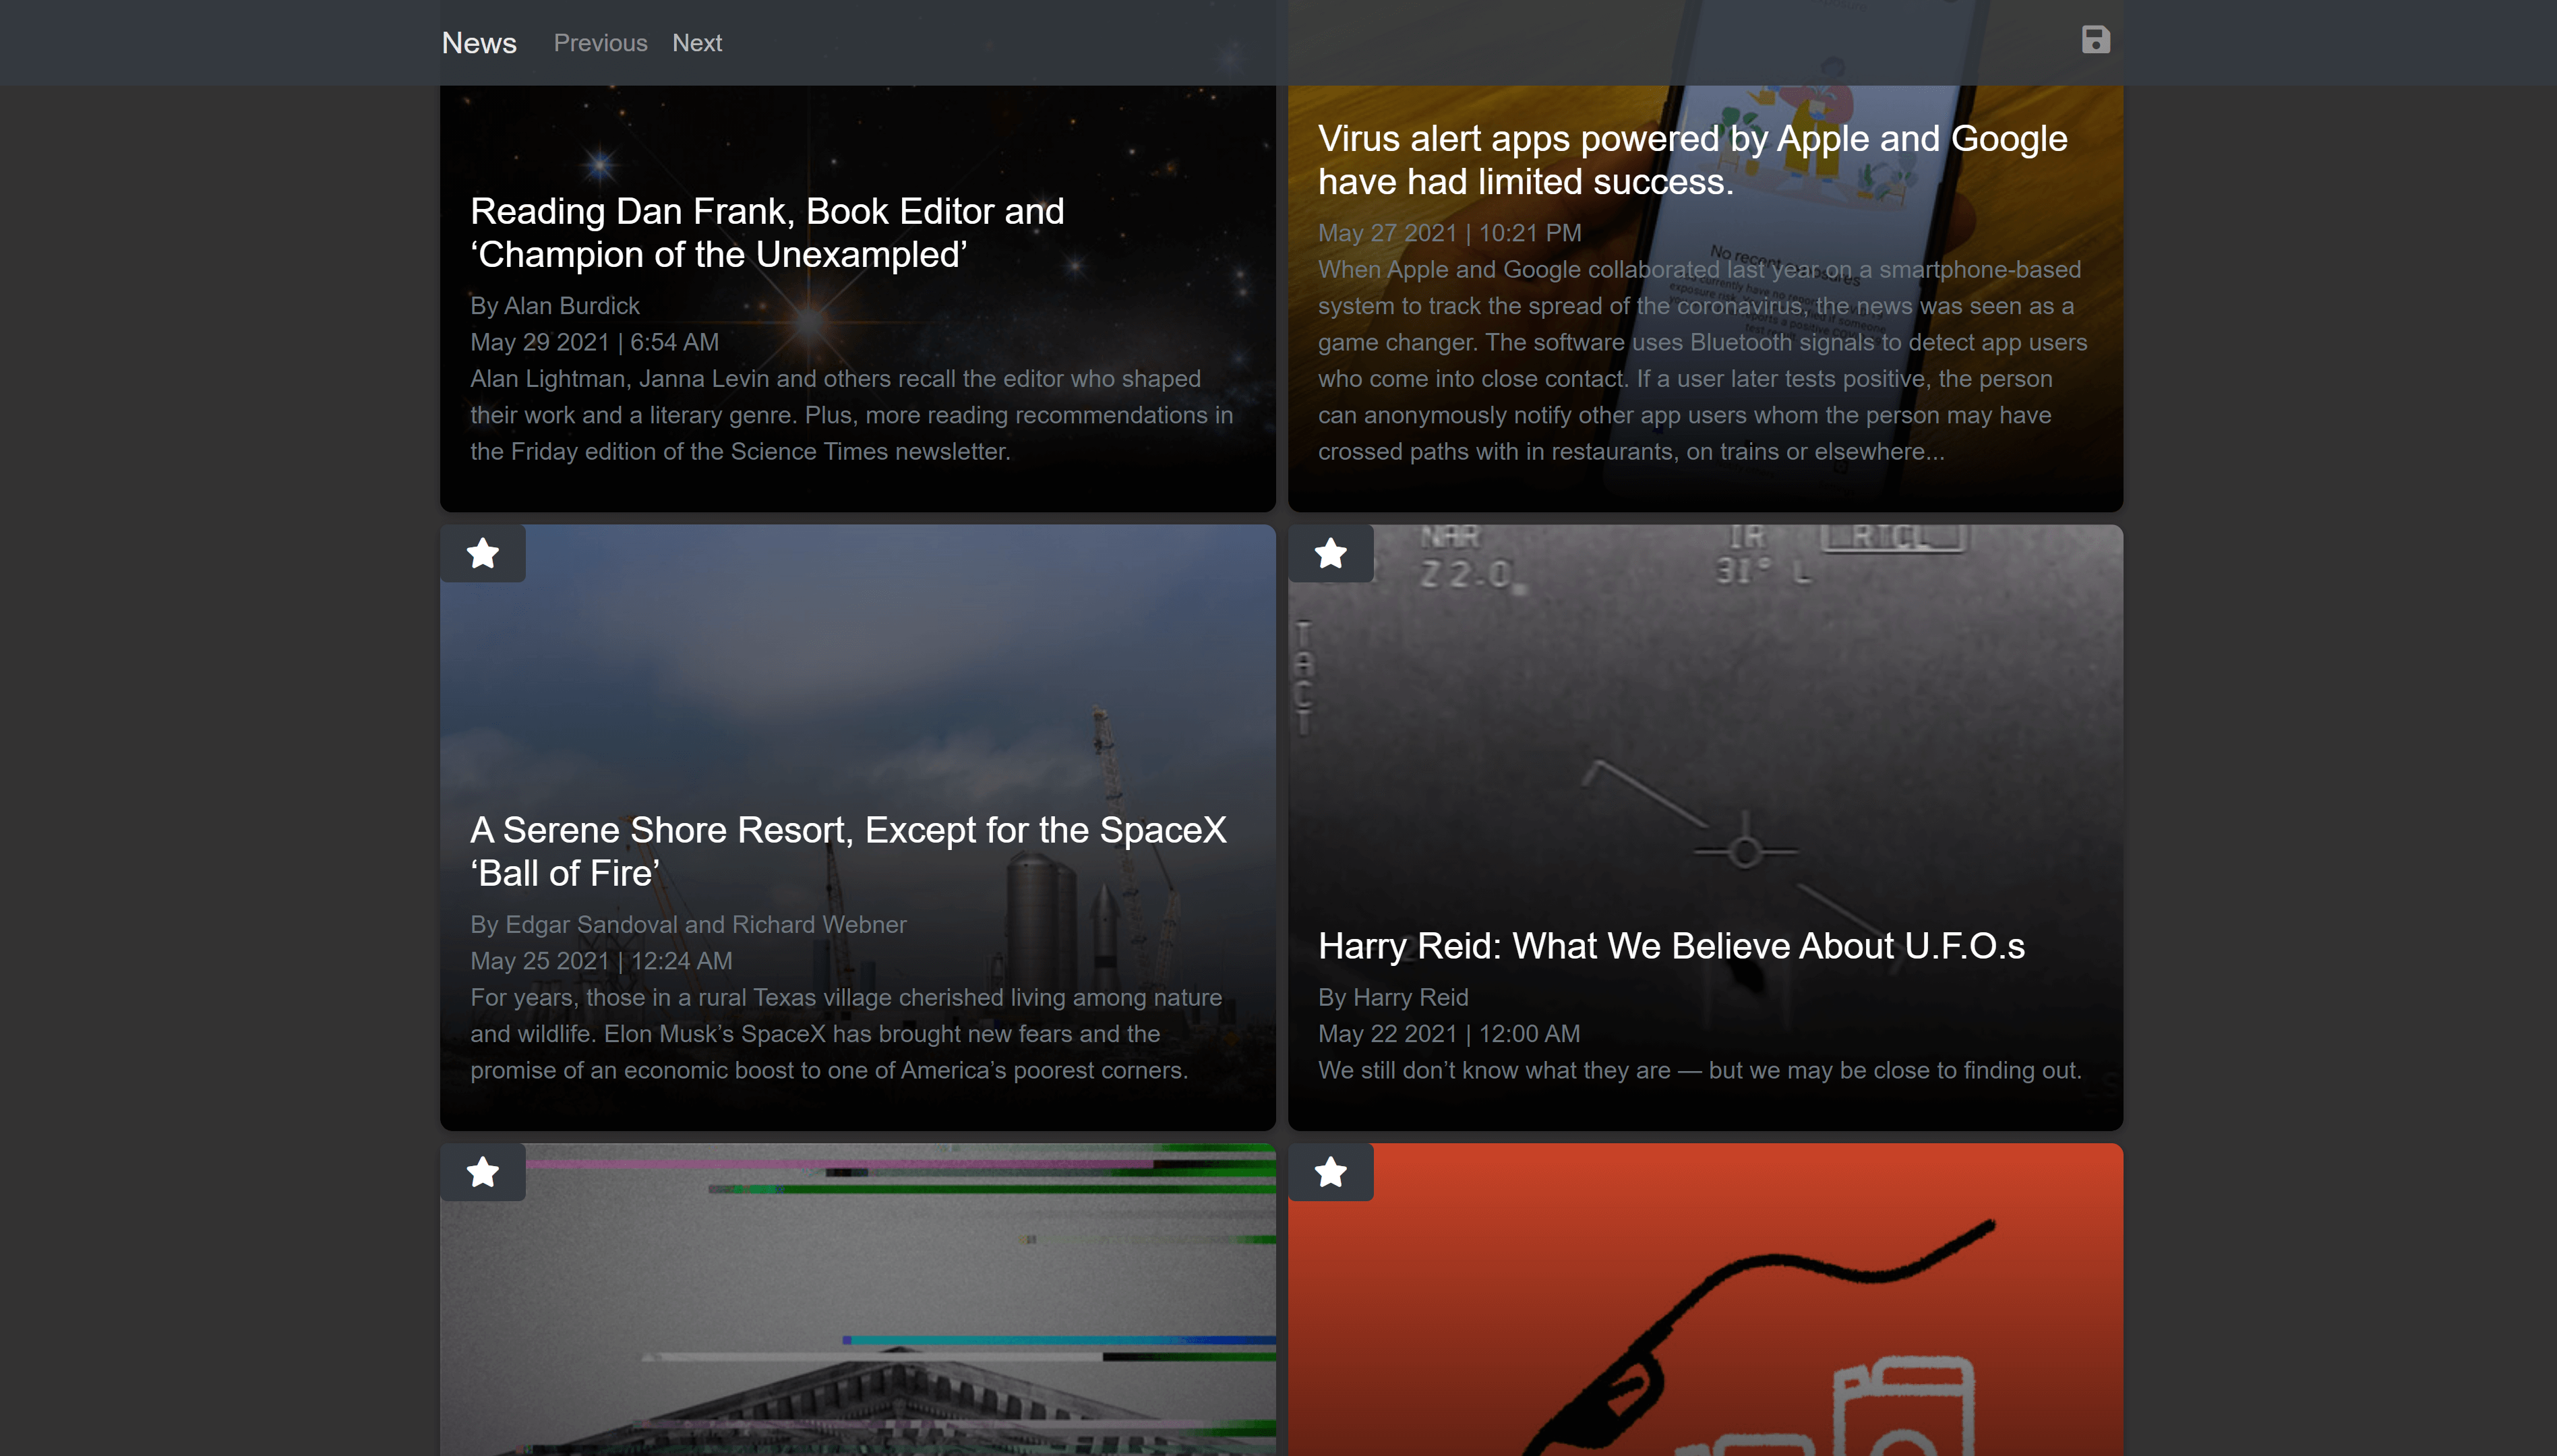 News Previous Next
Reading Dan Frank, Book Editor and
‘Champion of the Unexampled’
By Alan Burdick
May 29 2021 | 6:54 AM
Alan Lightman, Janna Levin and others recall the editor who shaped
their work and a literary genre. Plus, more reading recommendations in
the Friday edition of the Science Times newsletter.
Virus alert apps powered by Apple and Google
have had limited success.
May 27 2021 | 10:21 PM
When Apple and Google collaborated last year on a smartphone-based
system to track the spread of the coronavirus, the news was seen as a
game changer. The software uses Bluetooth signals to detect app users
who come into close contact. If a user later tests positive, the person
can anonymously notify other app users whom the person may have
crossed paths with in restaurants, on trains or elsewhere...
No recent exposures
A Serene Shore Resort, Except for the SpaceX
‘Ball of Fire’
By Edgar Sandoval and Richard Webner
May 25 2021 | 12:24 AM
For years, those in a rural Texas village cherished living among nature
and wildlife. Elon Musk’s SpaceX has brought new fears and the
promise of an economic boost to one of America’s poorest corners.
NAR IR RTCL
Z 2.0 31° L
TACT
Harry Reid: What We Believe About U.F.O.s
By Harry Reid
May 22 2021 | 12:00 AM
We still don’t know what they are — but we may be close to finding out.